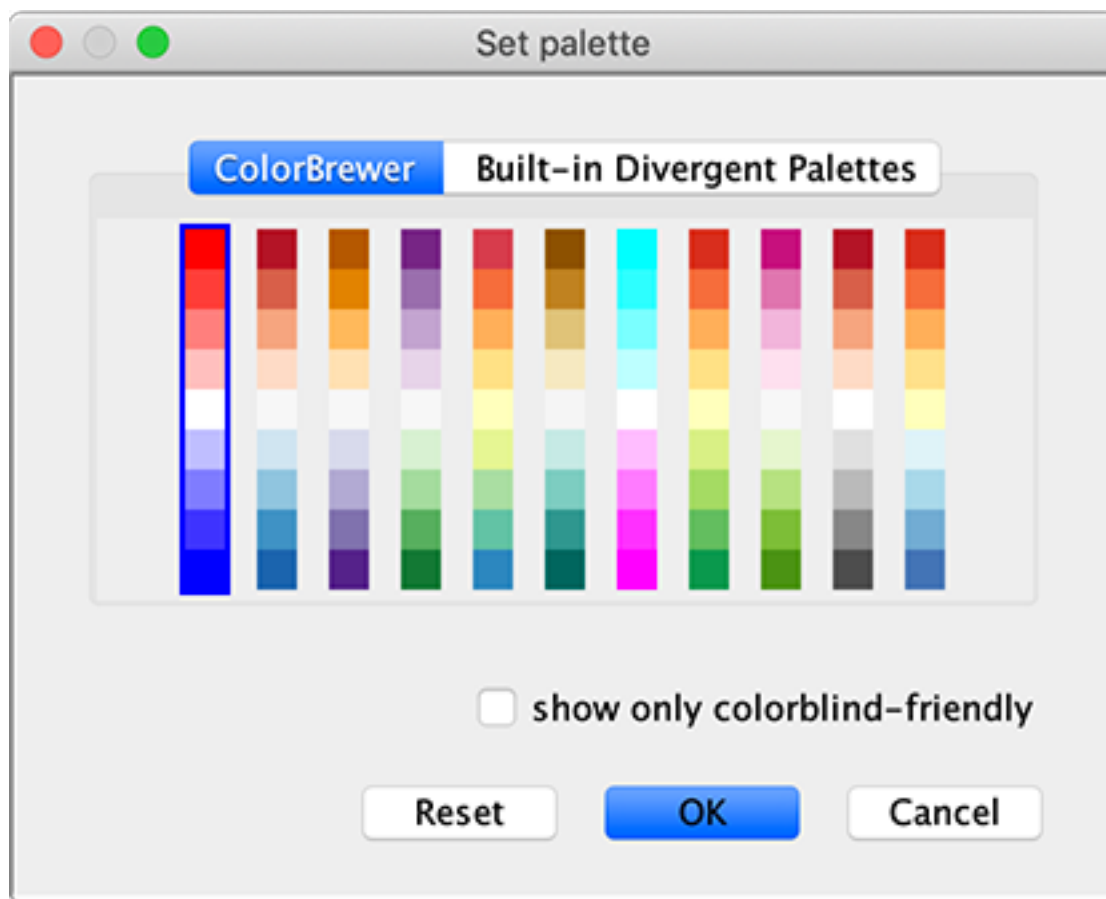 Set palette
ColorBrewer Built-in Divergent Palettes
show only colorblind-friendly
Reset OK Cancel